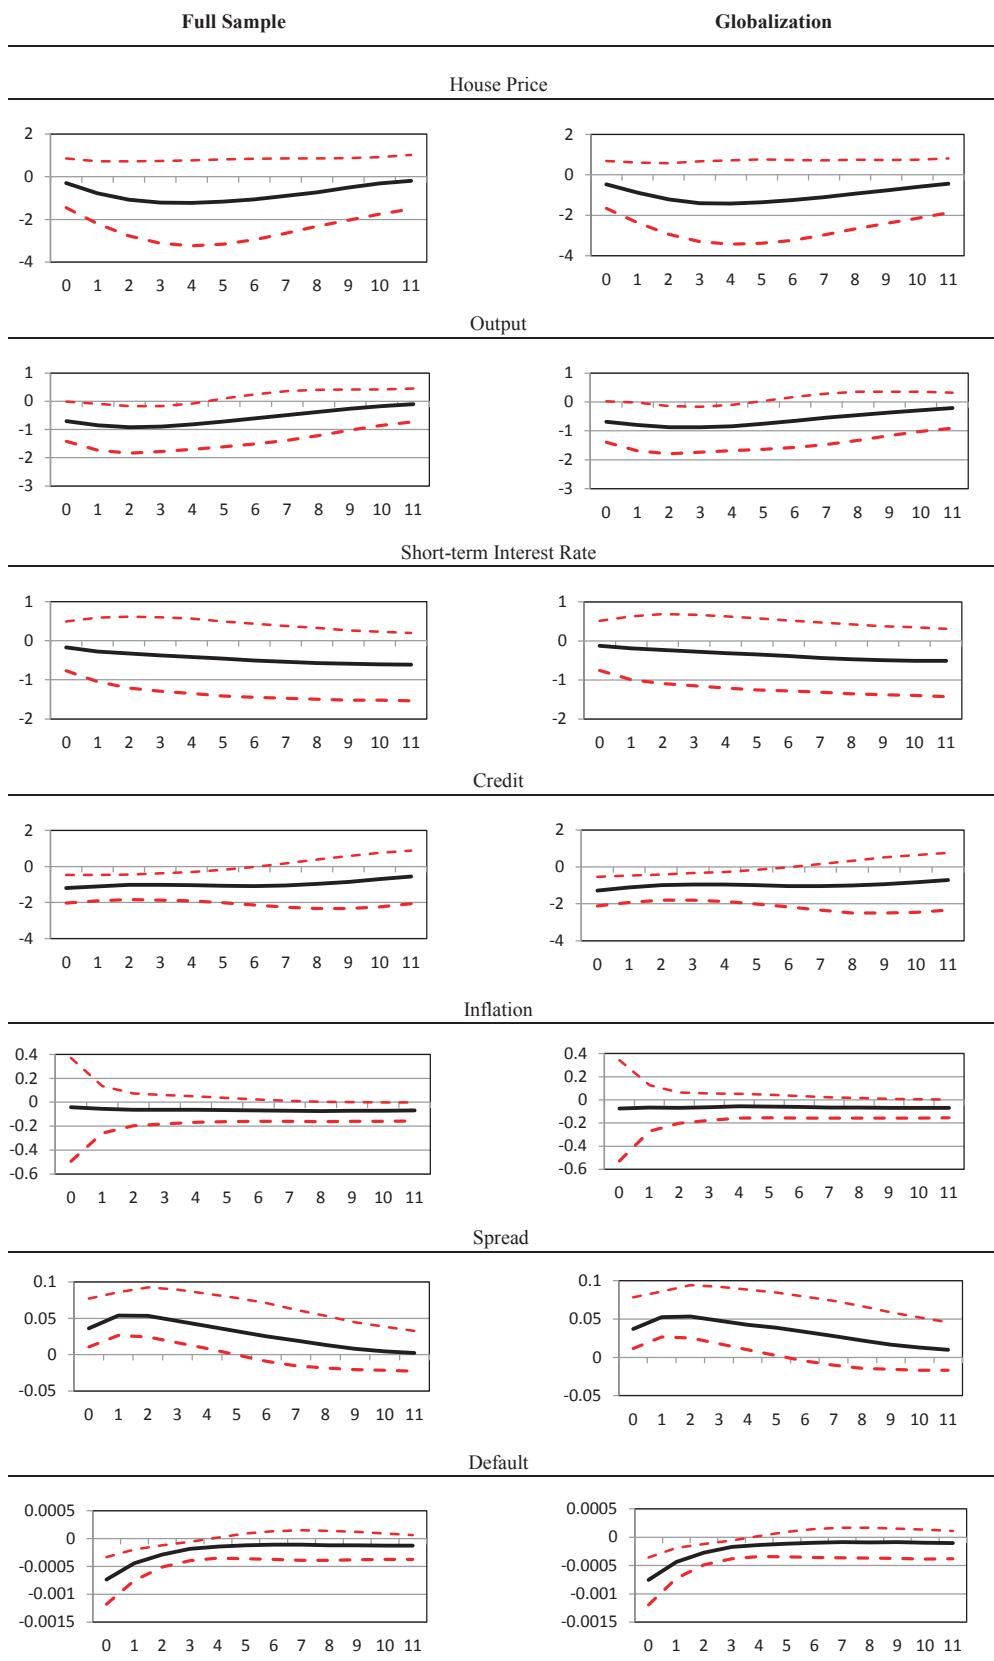 Full Sample Globalization
House Price
2 2
0 0
-2 -2
-4 -4
0 1 2 3 4 5 6 7 8 9 10 11 0 1 2 3 4 5 6 7 8 9 10 11
Output
1 1
0 0
-1 -1
-2 -2
-3 -3
0 1 2 3 4 5 6 7 8 9 10 11 0 1 2 3 4 5 6 7 8 9 10 11
Short-term Interest Rate
1 1
0 0
-1 -1
-2 -2
0 1 2 3 4 5 6 7 8 9 10 11 0 1 2 3 4 5 6 7 8 9 10 11
Credit
2 2
0 0
-2 -2
-4 -4
0 1 2 3 4 5 6 7 8 9 10 11 0 1 2 3 4 5 6 7 8 9 10 11
Inflation
0.4 0.4
0.2 0.2
0 0
-0.2 -0.2
-0.4 -0.4
-0.6 -0.6
0 1 2 3 4 5 6 7 8 9 10 11 0 1 2 3 4 5 6 7 8 9 10 11
Spread
0.1 0.1
0.05 0.05
0 0
-0.05 -0.05
0 1 2 3 4 5 6 7 8 9 10 11 0 1 2 3 4 5 6 7 8 9 10 11
Default
0.0005 0.0005
0 0
-0.0005 -0.0005
-0.001 -0.001
-0.0015 -0.0015
0 1 2 3 4 5 6 7 8 9 10 11 0 1 2 3 4 5 6 7 8 9 10 11